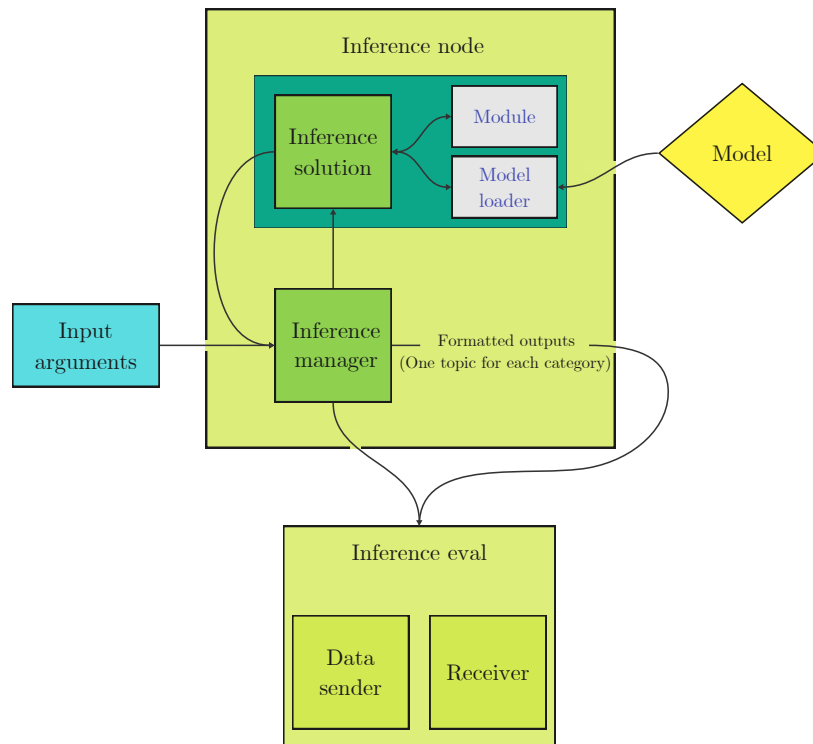 Inference node
Inference
solution
Module
Model
loader
Model
Input
arguments
Inference
manager
Formatted outputs
(One topic for each category)
Inference eval
Data
sender
Receiver